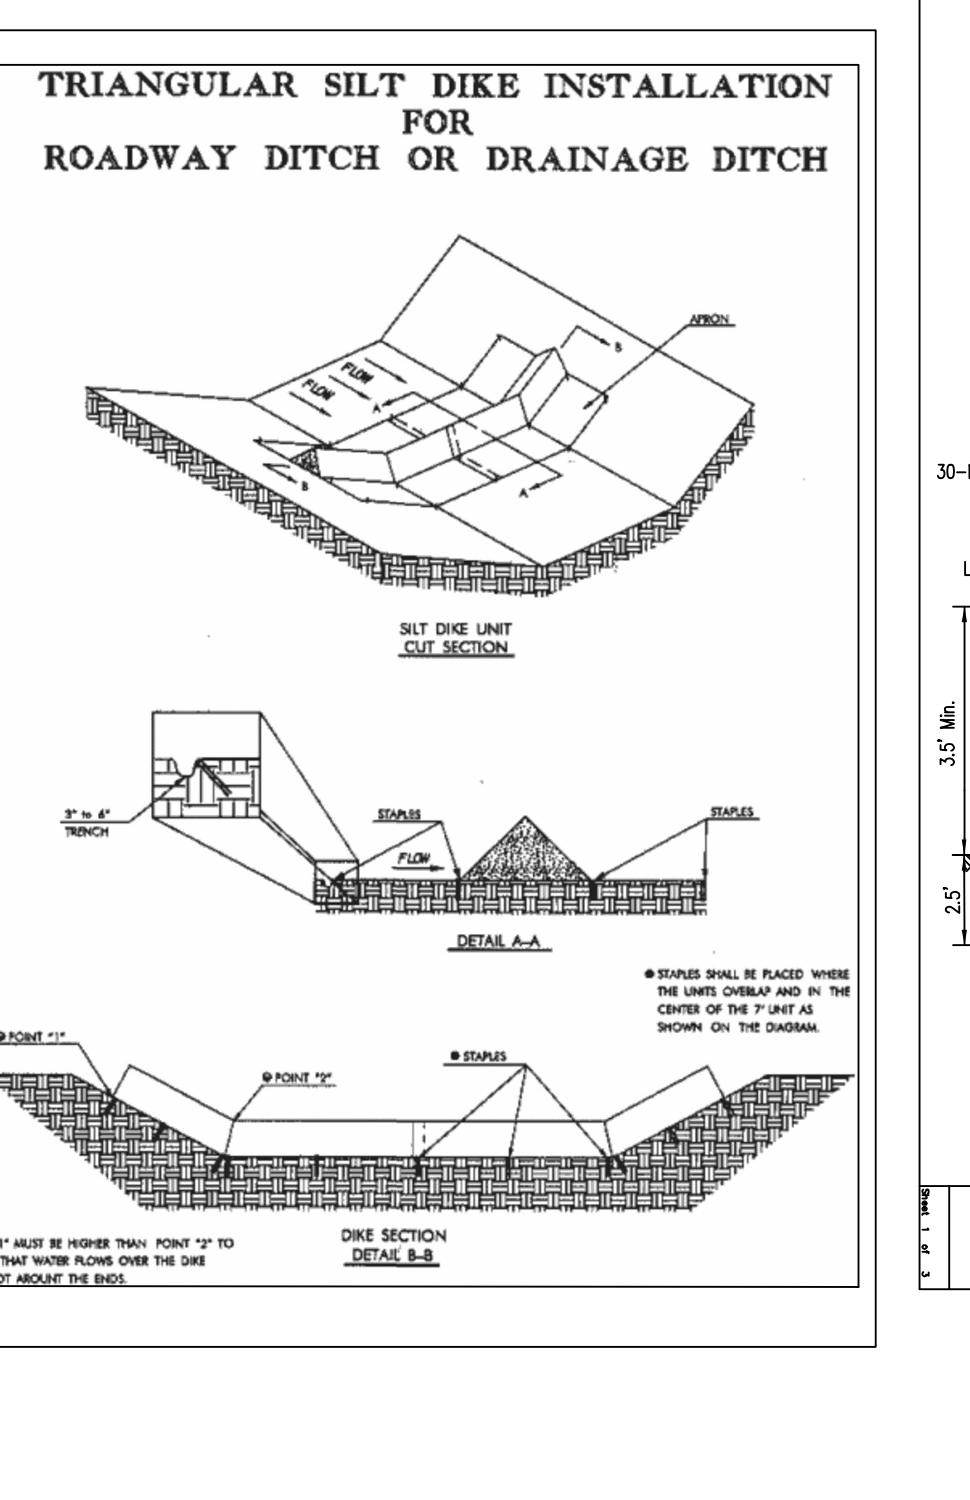 TRIANGULAR SILT DIKE INSTALLATION
FOR
ROADWAY DITCH OR DRAINAGE DITCH
APRON
B
FLOW
FLOW
A
B
A
SILT DIKE UNIT
CUT SECTION
3" to 6"
TRENCH
STAPLES
STAPLES
FLOW
DETAIL A-A
STAPLES SHALL BE PLACED WHERE
THE UNITS OVERLAP AND IN THE
CENTER OF THE 7' UNIT AS
SHOWN ON THE DIAGRAM.
POINT "1"
POINT "2"
STAPLES
DIKE SECTION
DETAIL B-B
1" MUST BE HIGHER THAN POINT "2" TO
THAT WATER FLOWS OVER THE DIKE
OT AROUNT THE ENDS.
30-
3.5' Min.
2.5'
Sheet 1 of 3